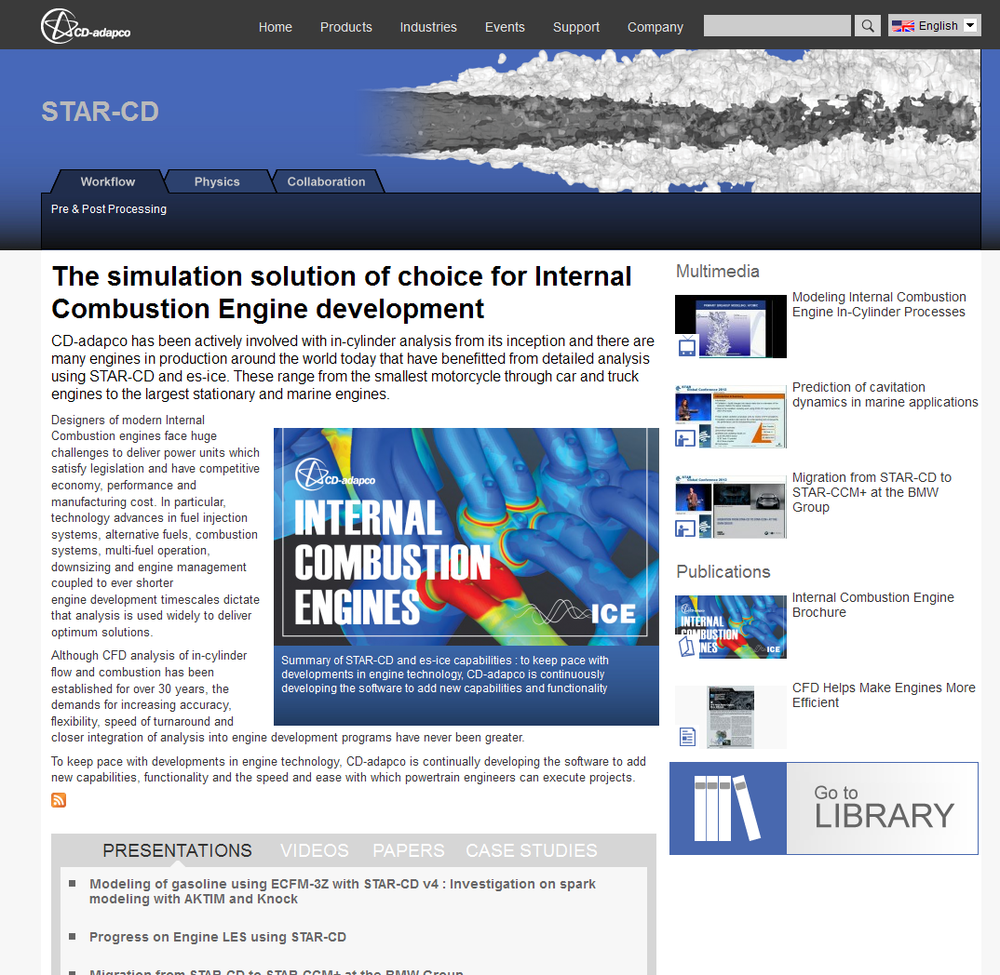 CD-adapco
Home Products Industries Events Support Company
English
STAR-CD
Workflow Physics Collaboration
Pre & Post Processing
The simulation solution of choice for Internal
Combustion Engine development
CD-adapco has been actively involved with in-cylinder analysis from its inception and there are
many engines in production around the world today that have benefitted from detailed analysis
using STAR-CD and es-ice. These range from the smallest motorcycle through car and truck
engines to the largest stationary and marine engines.
Designers of modern Internal
Combustion engines face huge
challenges to deliver power units which
satisfy legislation and have competitive
economy, performance and
manufacturing cost. In particular,
technology advances in fuel injection
systems, alternative fuels, combustion
systems, multi-fuel operation,
downsizing and engine management
coupled to ever shorter
engine development timescales dictate
that analysis is used widely to deliver
optimum solutions.
CD-adapco
INTERNAL
COMBUSTION
ENGINES
ICE
Summary of STAR-CD and es-ice capabilities : to keep pace with
developments in engine technology, CD-adapco is continuously
developing the software to add new capabilities and functionality
Although CFD analysis of in-cylinder
flow and combustion has been
established for over 30 years, the
demands for increasing accuracy,
flexibility, speed of turnaround and
closer integration of analysis into engine development programs have never been greater.
To keep pace with developments in engine technology, CD-adapco is continually developing the software to add
new capabilities, functionality and the speed and ease with which powertrain engineers can execute projects.
PRESENTATIONS VIDEOS PAPERS CASE STUDIES
Modeling of gasoline using ECFM-3Z with STAR-CD v4 : Investigation on spark
modeling with AKTIM and Knock
Progress on Engine LES using STAR-CD
Migration from STAR-CD to STAR-CCM+ at the BMW Group
Multimedia
Modeling Internal Combustion
Engine In-Cylinder Processes
Prediction of cavitation
dynamics in marine applications
Migration from STAR-CD to
STAR-CCM+ at the BMW
Group
Publications
INTERNAL
COMBUSTION
ICE
Internal Combustion Engine
Brochure
CFD Helps Make Engines More
Efficient
Go to
LIBRARY